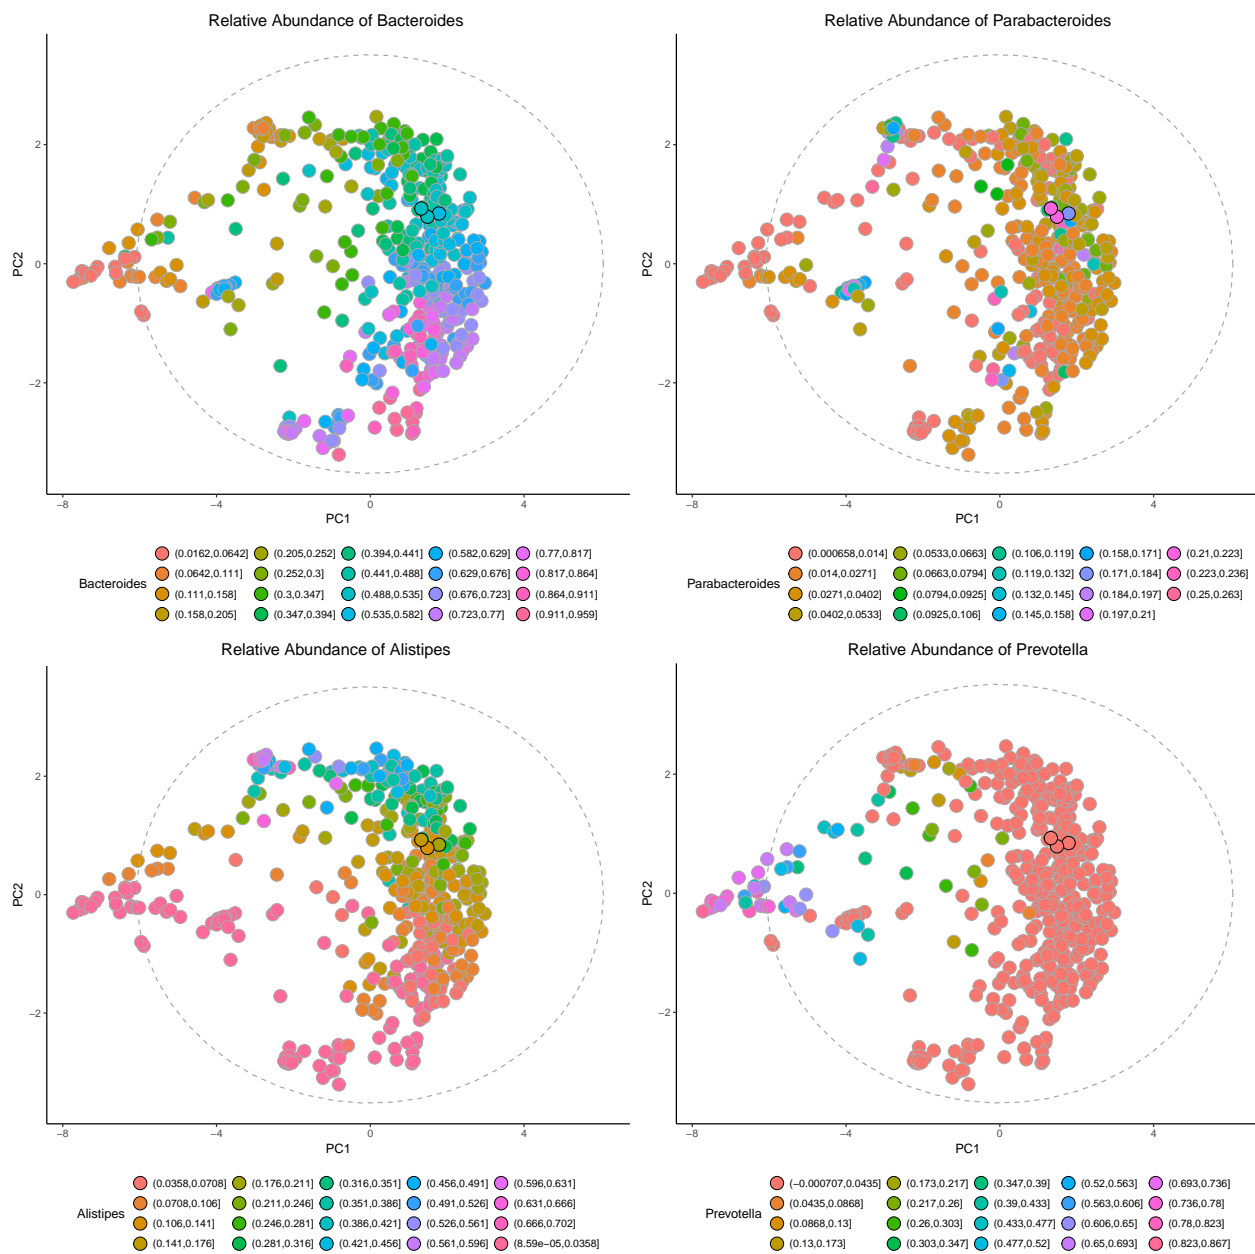 Relative Abundance of Bacteroides
PC2
2
0
−2
−8
−4
0
4
PC1
Bacteroides
(0.0162,0.0642] (0.205,0.252] (0.394,0.441] (0.582,0.629] (0.77,0.817]
(0.0642,0.111] (0.252,0.3] (0.441,0.488] (0.629,0.676] (0.817,0.864]
(0.111,0.158] (0.3,0.347] (0.488,0.535] (0.676,0.723] (0.864,0.911]
(0.158,0.205] (0.347,0.394] (0.535,0.582] (0.723,0.77] (0.911,0.959]
Relative Abundance of Parabacteroides
PC2
2
0
−2
−8
−4
0
4
PC1
Parabacteroides
(0.000658,0.014] (0.0533,0.0663] (0.106,0.119] (0.158,0.171] (0.21,0.223]
(0.014,0.0271] (0.0663,0.0794] (0.119,0.132] (0.171,0.184] (0.223,0.236]
(0.0271,0.0402] (0.0794,0.0925] (0.132,0.145] (0.184,0.197] (0.25,0.263]
(0.0402,0.0533] (0.0925,0.106] (0.145,0.158] (0.197,0.21]
Relative Abundance of Alistipes
PC2
2
0
−2
−8
−4
0
4
PC1
Alistipes
(0.0358,0.0708] (0.176,0.211] (0.316,0.351] (0.456,0.491] (0.596,0.631]
(0.0708,0.106] (0.211,0.246] (0.351,0.386] (0.491,0.526] (0.631,0.666]
(0.106,0.141] (0.246,0.281] (0.386,0.421] (0.526,0.561] (0.666,0.702]
(0.141,0.176] (0.281,0.316] (0.421,0.456] (0.561,0.596] (8.59e−05,0.0358]
Relative Abundance of Prevotella
PC2
2
0
−2
−8
−4
0
4
PC1
Prevotella
(−0.000707,0.0435] (0.173,0.217] (0.347,0.39] (0.52,0.563] (0.693,0.736]
(0.0435,0.0868] (0.217,0.26] (0.39,0.433] (0.563,0.606] (0.736,0.78]
(0.0868,0.13] (0.26,0.303] (0.433,0.477] (0.606,0.65] (0.78,0.823]
(0.13,0.173] (0.303,0.347] (0.477,0.52] (0.65,0.693] (0.823,0.867]